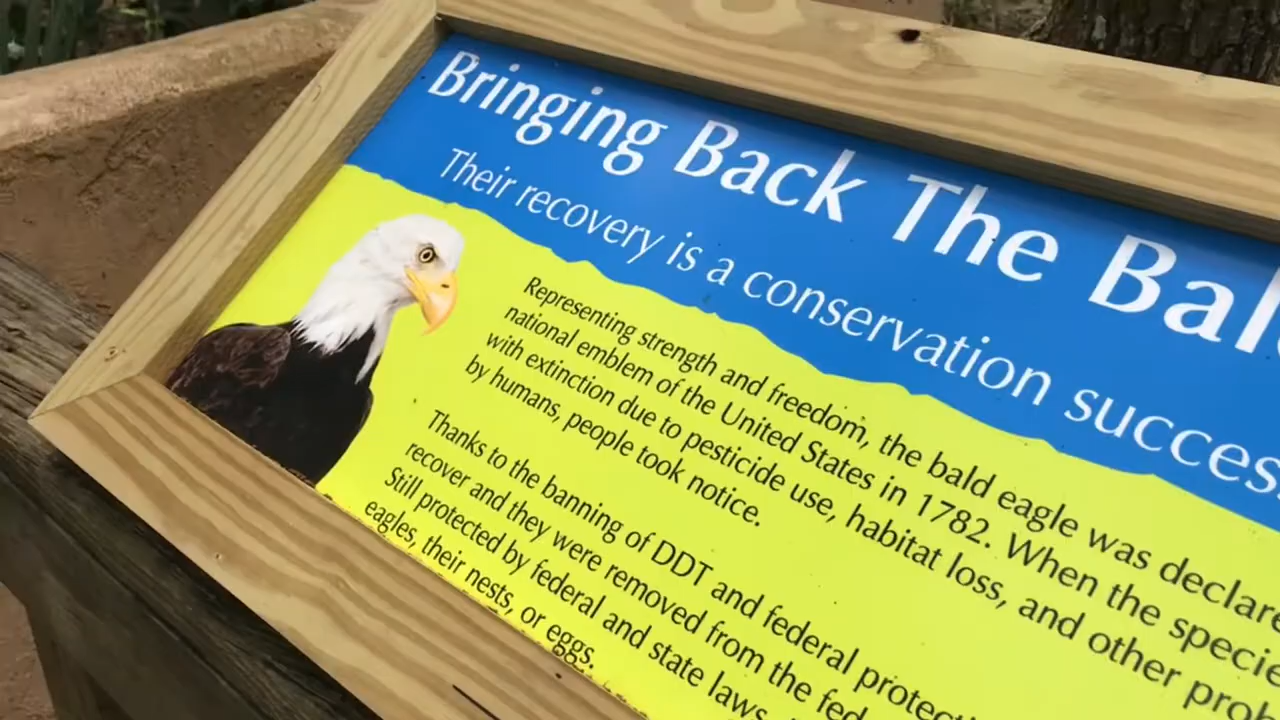 Bringing Back The Bal
Their recovery is a conservation success
Representing strength and freedom, the bald eagle was declare
national emblem of the United States in 1782. When the specie
with extinction due to pesticide use, habitat loss, and other prob
by humans, people took notice.
Thanks to the banning of DDT and federal protecti
recover and they were removed from the fed
Still protected by federal and state laws,
eagles, their nests, or eggs.